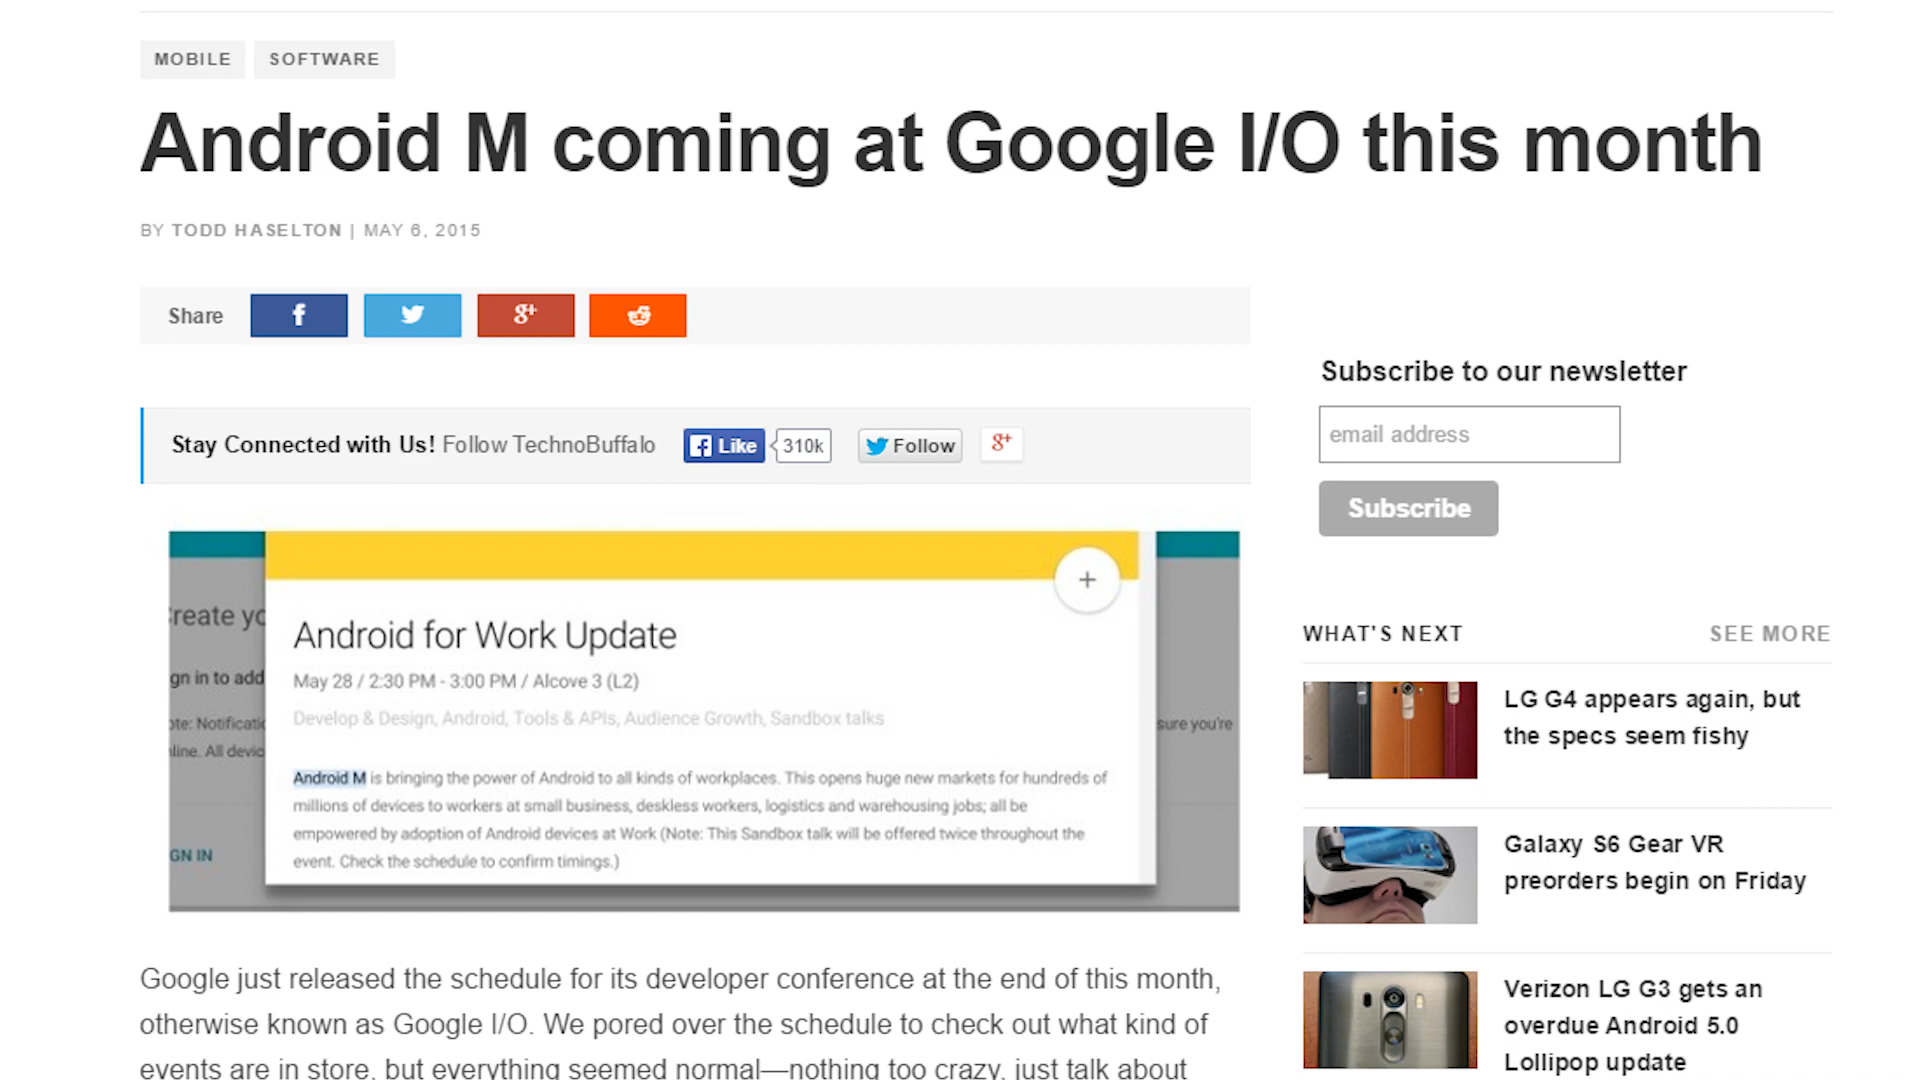 MOBILE SOFTWARE
Android M coming at Google I/O this month
BY TODD HASELTON | MAY 6, 2015
Share
Stay Connected with Us! Follow TechnoBuffalo Like 310k Follow
Subscribe to our newsletter
email address
Subscribe
reate yo
gn in to add
ote: Notificatio
line. All devic
GN IN
sure you're
Android for Work Update
May 28 / 2:30 PM - 3:00 PM / Alcove 3 (L2)
Develop & Design, Android, Tools & APIs, Audience Growth, Sandbox talks
Android M is bringing the power of Android to all kinds of workplaces. This opens huge new markets for hundreds of
millions of devices to workers at small business, deskless workers, logistics and warehousing jobs; all be
empowered by adoption of Android devices at Work (Note: This Sandbox talk will be offered twice throughout the
event. Check the schedule to confirm timings.)
Google just released the schedule for its developer conference at the end of this month,
otherwise known as Google I/O. We pored over the schedule to check out what kind of
events are in store, but everything seemed normal—nothing too crazy, just talk about
WHAT'S NEXT SEE MORE
LG G4 appears again, but
the specs seem fishy
Galaxy S6 Gear VR
preorders begin on Friday
Verizon LG G3 gets an
overdue Android 5.0
Lollipop update